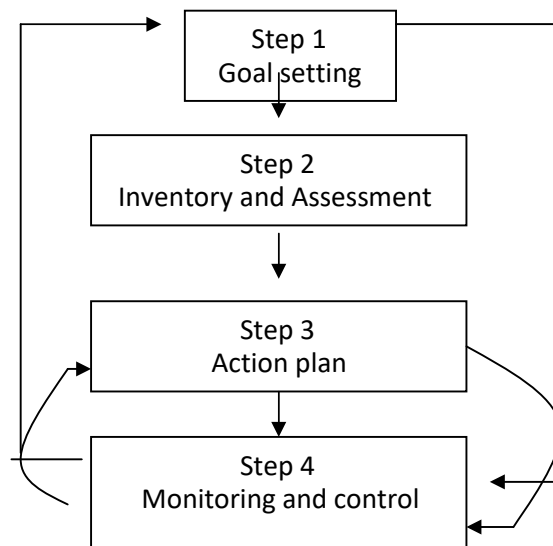 Step 1
Goal setting
Step 2
Inventory and Assessment
Step 3
Action plan
Step 4
Monitoring and control